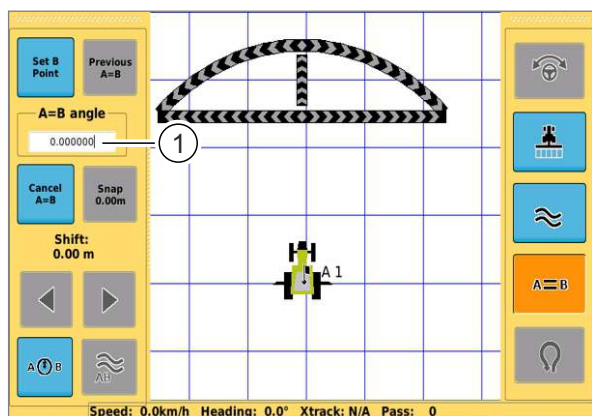 Set B
Point
Previous
A=B
A=B angle
0.000000
1
Cancel
A=B
Snap
0.00m
Shift:
0.00 m
A B
AB
A 1
A=B
Speed: 0.0km/h Heading: 0.0° Xtrack: N/A Pass: 0